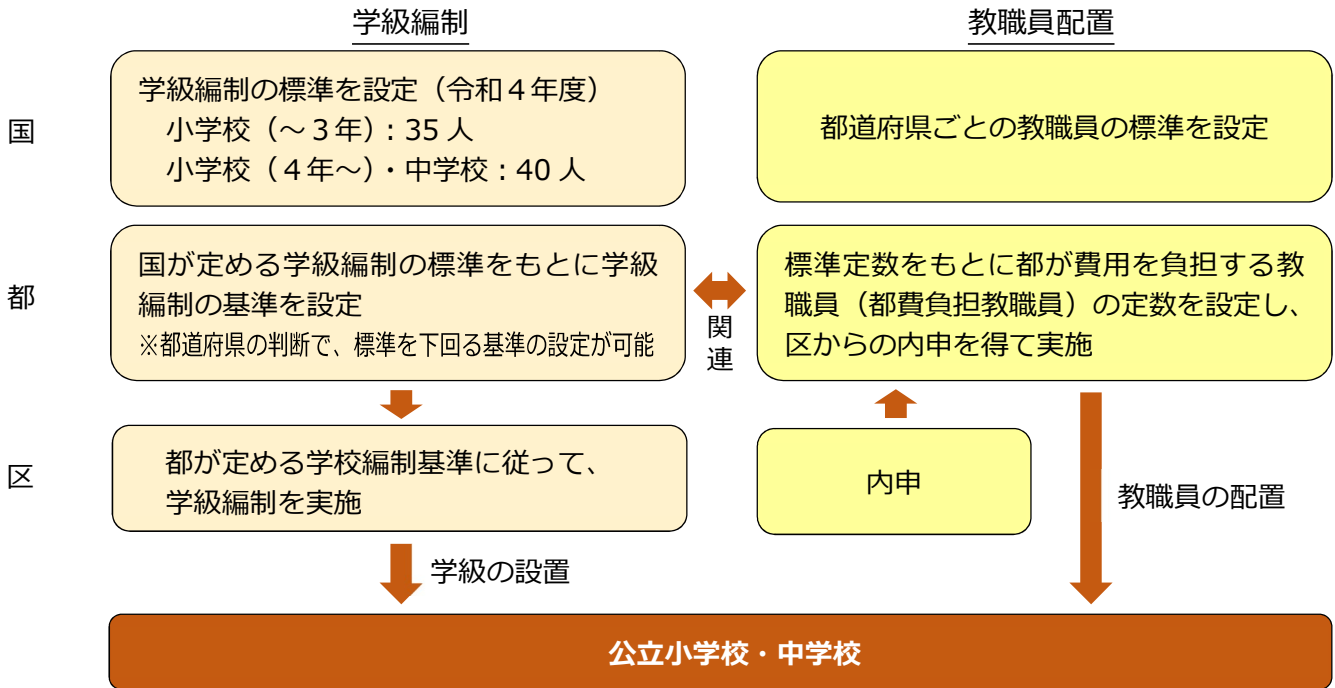 学級編制
教職員配置
国
学級編制の標準を設定（令和４年度）
小学校（～３年）：35 人
小学校（４年～）・中学校：40 人
都道府県ごとの教職員の標準を設定
都
国が定める学級編制の標準をもとに学級
編制の基準を設定
※都道府県の判断で、標準を下回る基準の設定が可能
関連
標準定数をもとに都が費用を負担する教
職員（都費負担教職員）の定数を設定し、
区からの内申を得て実施
区
都が定める学校編制基準に従って、
学級編制を実施
内申
教職員の配置
学級の設置
公立小学校・中学校